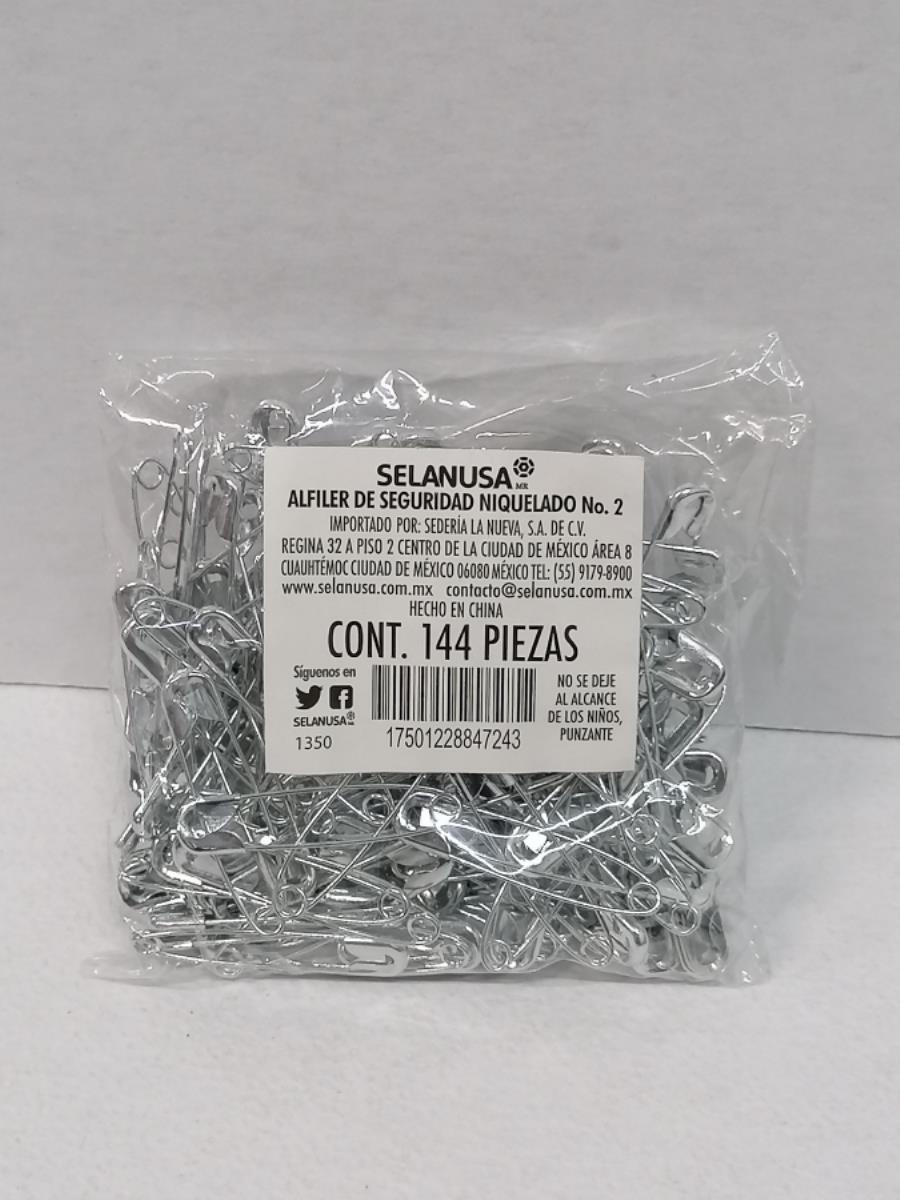 SELANUSA
MR
ALFILER DE SEGURIDAD NIQUELADO No. 2
IMPORTADO POR: SEDERÍA LA NUEVA, S.A. DE C.V.
REGINA 32 A PISO 2 CENTRO DE LA CIUDAD DE MÉXICO ÁREA 8
CUAUHTÉMOC CIUDAD DE MÉXICO 06080 MÉXICO TEL: (55) 9179-8900
www.selanusa.com.mx contacto@selanusa.com.mx
HECHO EN CHINA
CONT. 144 PIEZAS
Síguenos en
SELANUSA
1350
17501228847243
NO SE DEJE
AL ALCANCE
DE LOS NIÑOS,
PUNZANTE